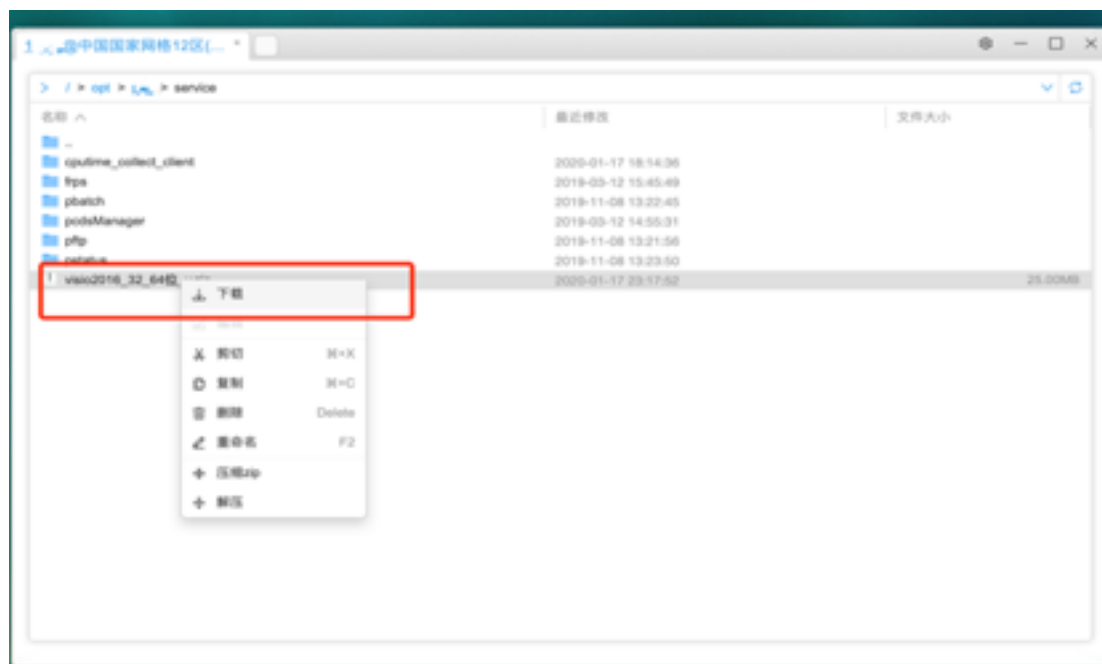 1 @中国国家网格12区(... *
> / > opt > > service
名称 最近修改 文件大小
..
cputime_collect_client 2020-01-17 18:14:36
frps 2019-03-12 15:45:49
pbatch 2019-11-08 13:22:45
podsManager 2019-03-12 14:55:31
pftp 2019-11-08 13:21:56
pstatus 2019-11-08 13:23:50
visio2016_32_64位 2020-01-17 23:17:52 25.00MB
下载
剪切 ⌘+X
复制 ⌘+C
删除 Delete
重命名 F2
压缩zip
解压